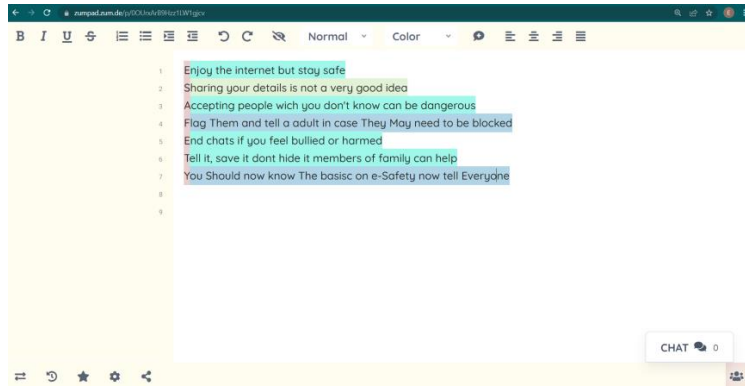 zumpad.zum.de
B I U S Normal Color
1 Enjoy the internet but stay safe
2 Sharing your details is not a very good idea
3 Accepting people wich you don't know can be dangerous
4 Flag Them and tell a adult in case They May need to be blocked
5 End chats if you feel bullied or harmed
6 Tell it, save it dont hide it members of family can help
7 You Should now know The basisc on e-Safety now tell Everyone
8
9
CHAT 0